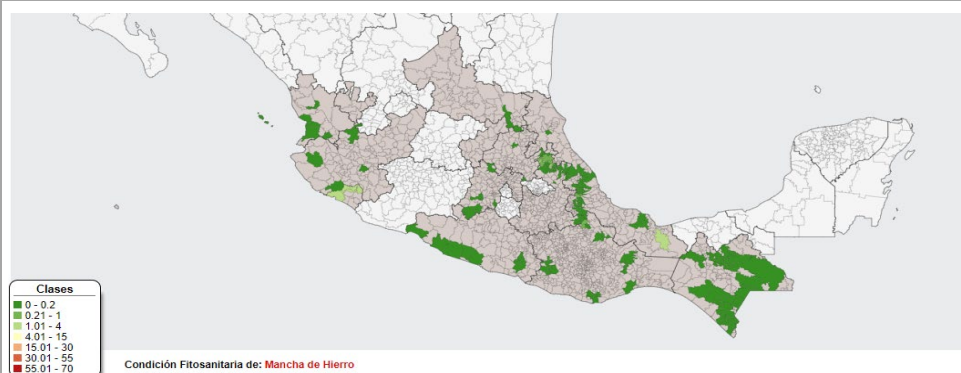 Clases
0 - 0.2
0.21 - 1
1.01 - 4
4.01 - 15
15.01 - 30
30.01 - 55
55.01 - 70
Condición Fitosanitaria de: Mancha de Hierro